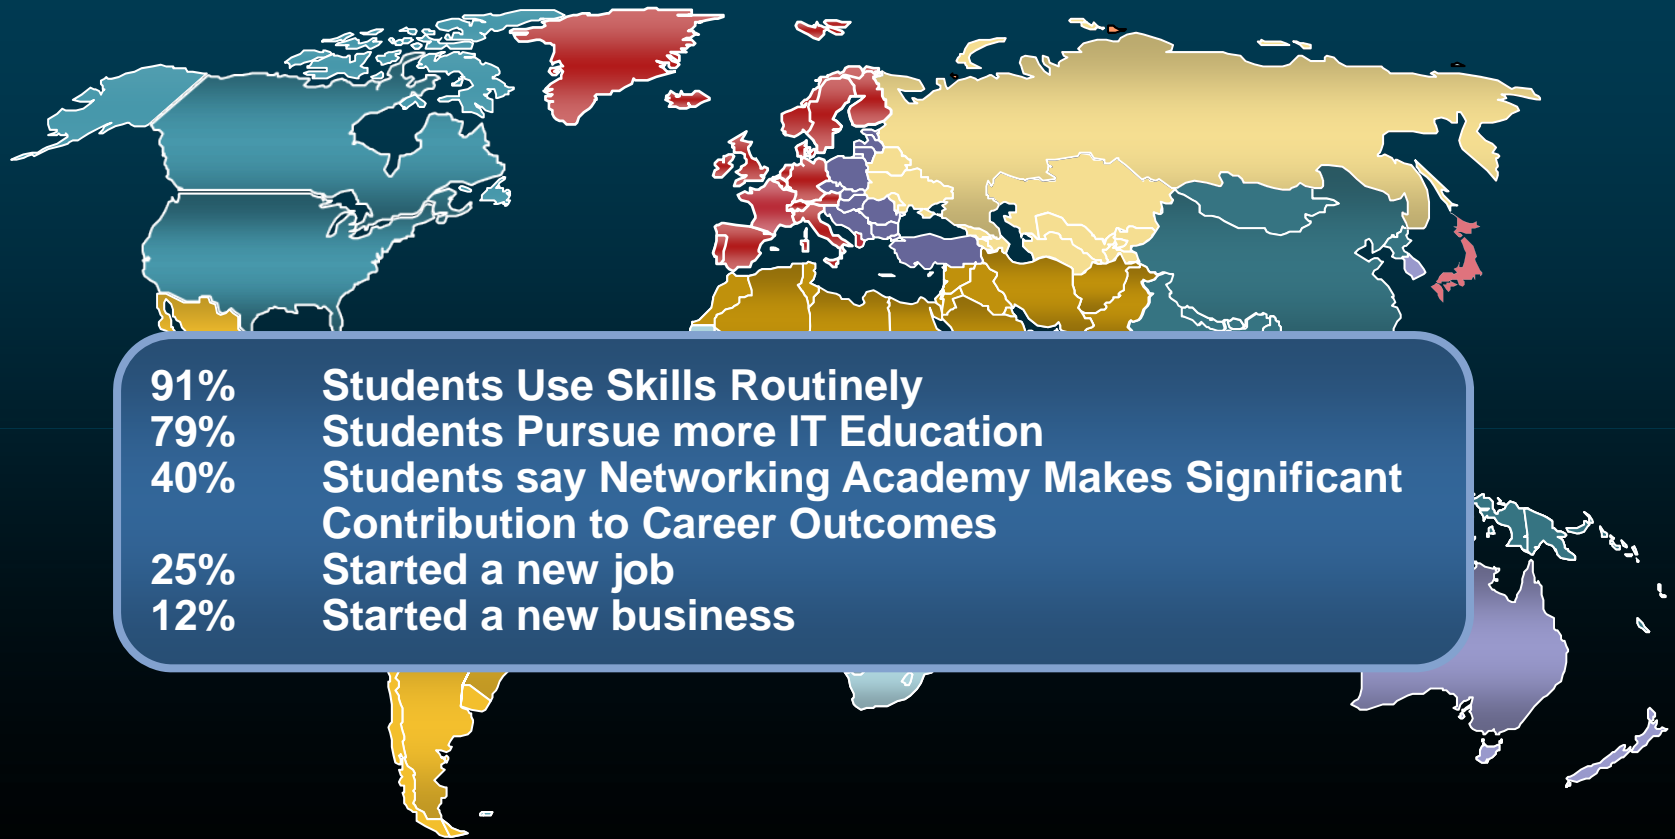 91% Students Use Skills Routinely
79% Students Pursue more IT Education
40% Students say Networking Academy Makes Significant
Contribution to Career Outcomes
25% Started a new job
12% Started a new business